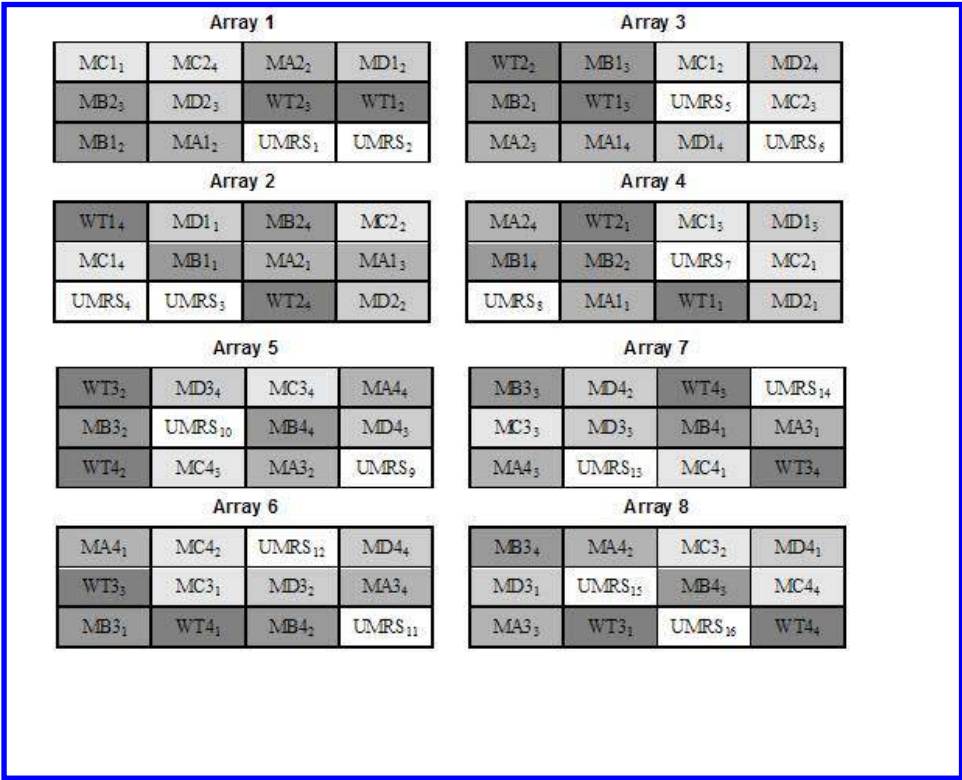 Array 1
MC1₁ MC2₄ MA2₂ MD1₂
MB2₃ MD2₃ WT2₃ WT1₂
MB1₂ MA1₂ UMRS₁ UMRS₂
Array 3
WT2₂ MB1₃ MC1₂ MD2₄
MB2₁ WT1₃ UMRS₅ MC2₃
MA2₃ MA1₄ MD1₄ UMRS₆
Array 2
WT1₄ MD1₁ MB2₄ MC2₂
MC1₄ MB1₁ MA2₁ MA1₃
UMRS₄ UMRS₃ WT2₄ MD2₂
Array 4
MA2₄ WT2₁ MC1₃ MD1₃
MB1₄ MB2₂ UMRS₇ MC2₁
UMRS₈ MA1₁ WT1₁ MD2₁
Array 5
WT3₂ MD3₄ MC3₄ MA4₄
MB3₂ UMRS₁₀ MB4₄ MD4₃
WT4₂ MC4₃ MA3₂ UMRS₉
Array 7
MB3₃ MD4₂ WT4₃ UMRS₁₄
MC3₃ MD3₃ MB4₁ MA3₁
MA4₃ UMRS₁₃ MC4₁ WT3₄
Array 6
MA4₁ MC4₂ UMRS₁₂ MD4₄
WT3₃ MC3₁ MD3₂ MA3₄
MB3₁ WT4₁ MB4₂ UMRS₁₁
Array 8
MB3₄ MA4₂ MC3₂ MD4₁
MD3₁ UMRS₁₅ MB4₃ MC4₄
MA3₃ WT3₁ UMRS₁₆ WT4₄